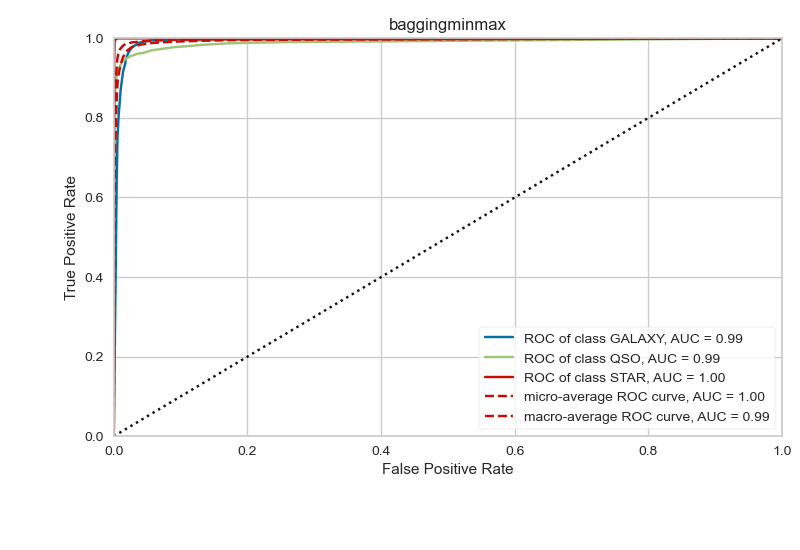 baggingminmax
1.0
0.8
0.6
0.4
0.2
0.0
True Positive Rate
0.0 0.2 0.4 0.6 0.8 1.0
False Positive Rate
ROC of class GALAXY, AUC = 0.99
ROC of class QSO, AUC = 0.99
ROC of class STAR, AUC = 1.00
micro-average ROC curve, AUC = 1.00
macro-average ROC curve, AUC = 0.99